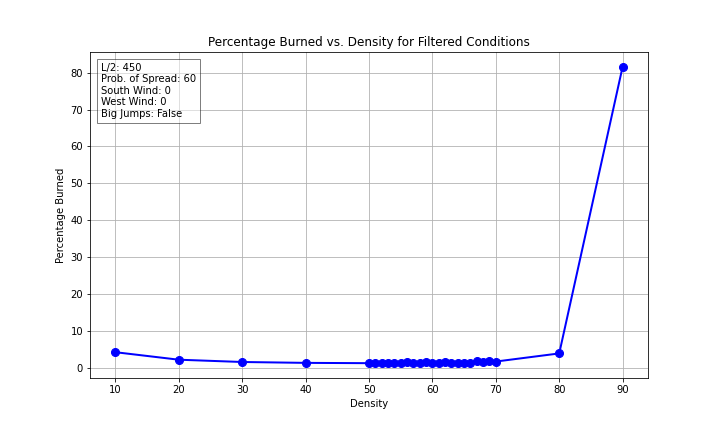 Percentage Burned vs. Density for Filtered Conditions
L/2: 450
Prob. of Spread: 60
South Wind: 0
West Wind: 0
Big Jumps: False
Percentage Burned
80
70
60
50
40
30
20
10
0
10 20 30 40 50 60 70 80 90
Density